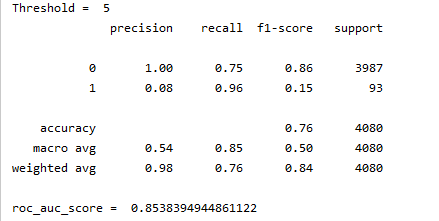 Threshold =  5
              precision    recall  f1-score   support

           0       1.00      0.75      0.86      3987
           1       0.08      0.96      0.15        93

    accuracy                           0.76      4080
   macro avg       0.54      0.85      0.50      4080
weighted avg       0.98      0.76      0.84      4080

roc_auc_score =  0.8538394944861122